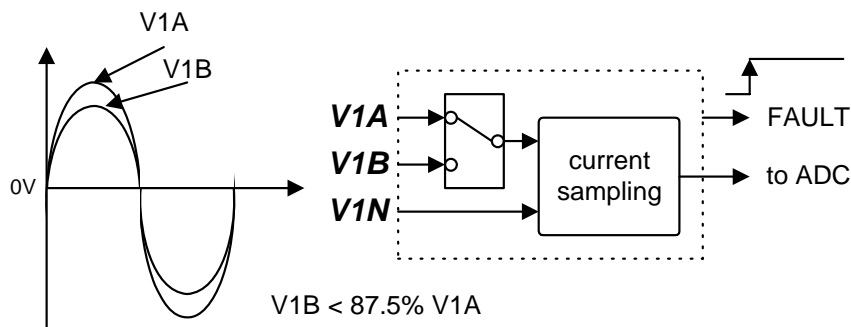 V1A
V1B
0V
V1A
V1B
V1N
current
sampling
FAULT
to ADC
V1B < 87.5% V1A